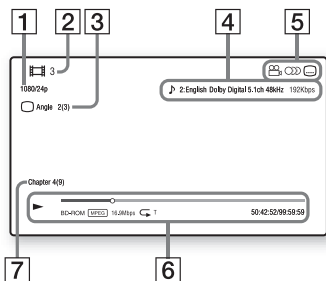 1 2 3 4 5
3
1080/24p
2:English Dolby Digital 5.1ch 48kHz 192Kbps
Angle 2(3)
Chapter 4(9)
BD-ROM MPEG 16.9Mbps T 50:42:52/99:59:59
7 6